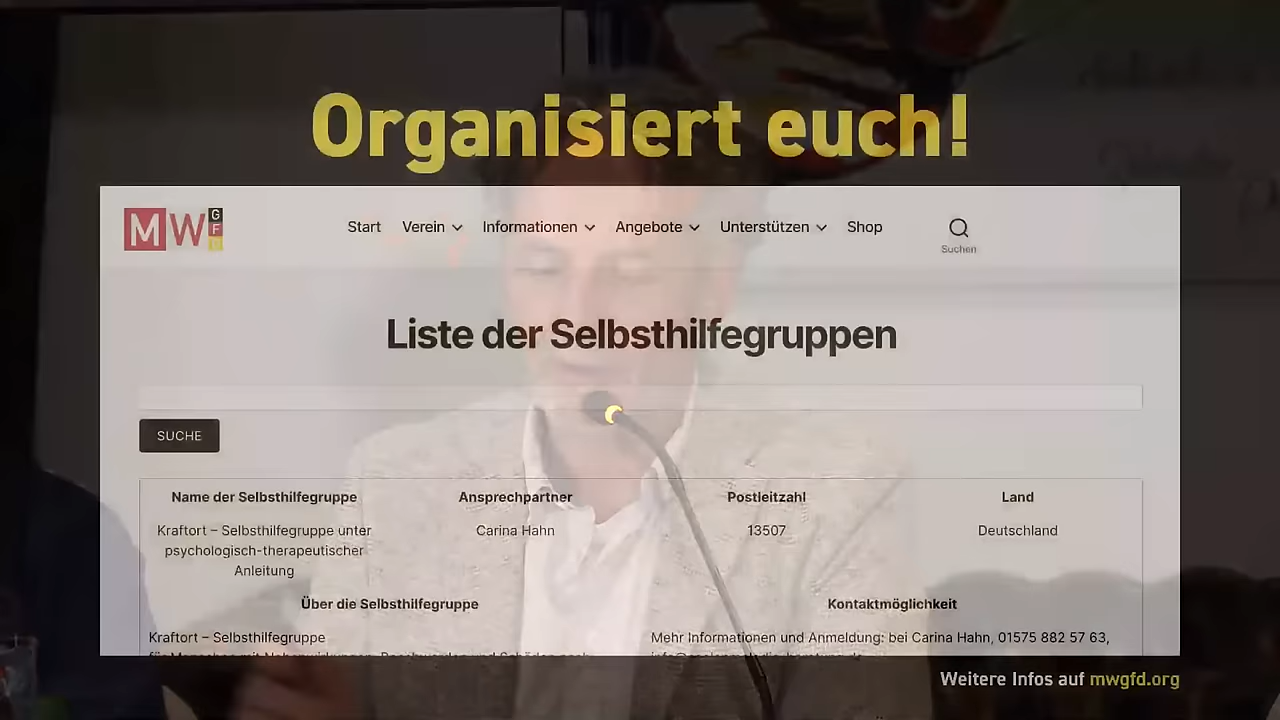 Organisiert euch!
MWGFD
Start Verein Informationen Angebote Unterstützen Shop
Suchen
Liste der Selbsthilfegruppen
SUCHE
Name der Selbsthilfegruppe Ansprechpartner Postleitzahl Land
Kraftort – Selbsthilfegruppe unter Carina Hahn 13507 Deutschland
psychologisch-therapeutischer
Anleitung
Über die Selbsthilfegruppe Kontaktmöglichkeit
Kraftort – Selbsthilfegruppe Mehr Informationen und Anmeldung: bei Carina Hahn, 01575 882 57 63,
Weitere Infos auf mwgfd.org